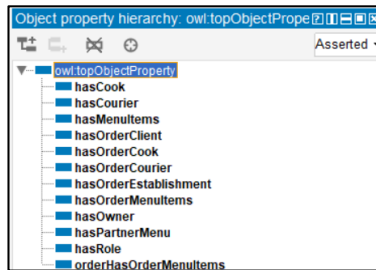 Object property hierarchy: owl:topObjectPrope
Asserted
owl:topObjectProperty
hasCook
hasCourier
hasMenuItems
hasOrderClient
hasOrderCook
hasOrderCourier
hasOrderEstablishment
hasOrderMenuItems
hasOwner
hasPartnerMenu
hasRole
orderHasOrderMenuItems